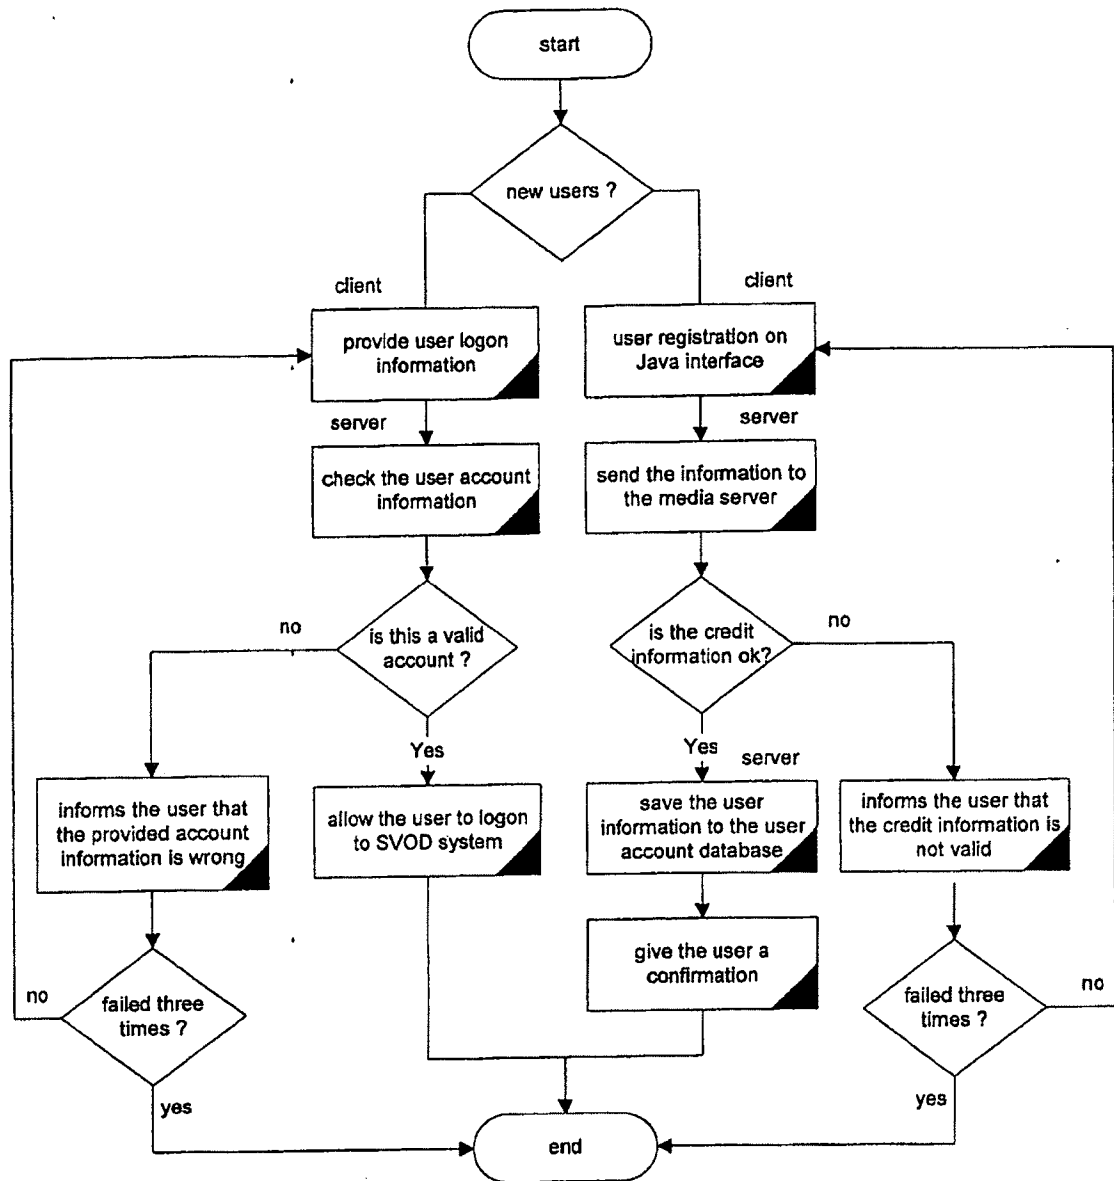 start
new users ?
client
client
provide user logon
information
user registration on
Java interface
server
server
check the user account
information
send the information to
the media server
no
is this a valid
account ?
is the credit
information ok?
no
Yes
Yes
server
informs the user that
the provided account
information is wrong
allow the user to logon
to SVOD system
save the user
information to the user
account database
informs the user that
the credit information is
not valid
give the user a
confirmation
no
failed three
times ?
failed three
times ?
no
yes
yes
end